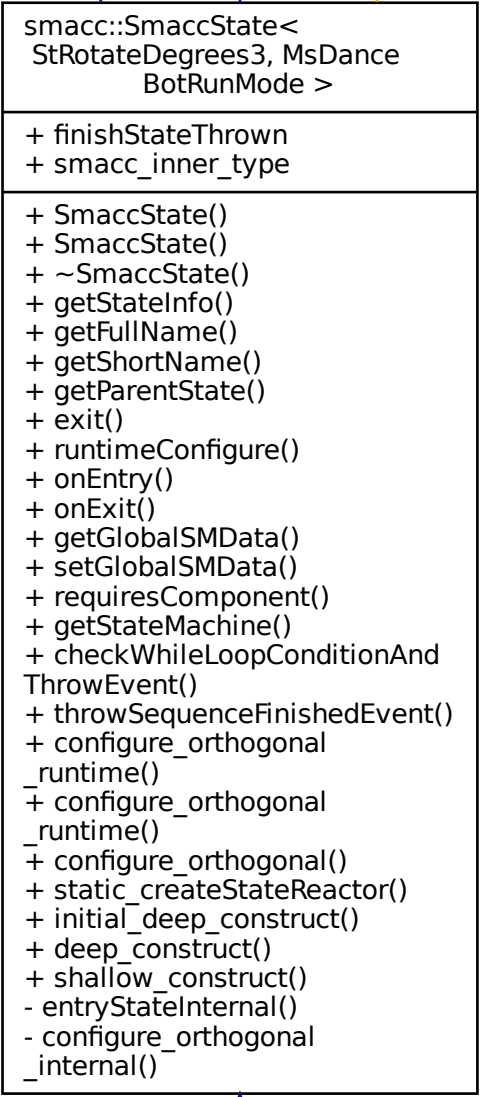 smacc::SmaccState<
StRotateDegrees3, MsDance
BotRunMode >
+ finishStateThrown
+ smacc_inner_type
+ SmaccState()
+ SmaccState()
+ ~SmaccState()
+ getStateInfo()
+ getFullName()
+ getShortName()
+ getParentState()
+ exit()
+ runtimeConfigure()
+ onEntry()
+ onExit()
+ getGlobalSMData()
+ setGlobalSMData()
+ requiresComponent()
+ getStateMachine()
+ checkWhileLoopConditionAnd
ThrowEvent()
+ throwSequenceFinishedEvent()
+ configure_orthogonal
_runtime()
+ configure_orthogonal
_runtime()
+ configure_orthogonal()
+ static_createStateReactor()
+ initial_deep_construct()
+ deep_construct()
+ shallow_construct()
- entryStateInternal()
- configure_orthogonal
_internal()